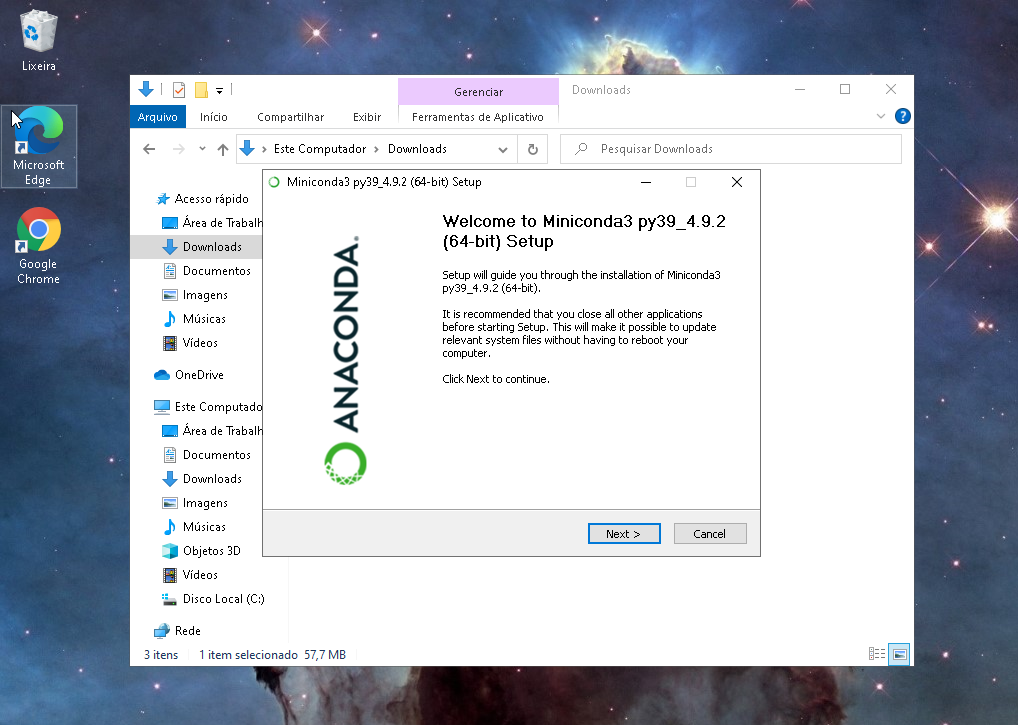 Lixeira
Microsoft
Edge
Google
Chrome
Gerenciar
Downloads
Arquivo
Início
Compartilhar
Exibir
Ferramentas de Aplicativo
?
Este Computador > Downloads
Pesquisar Downloads
Acesso rápido
Área de Trabalh
Downloads
Documentos
Imagens
Músicas
Vídeos
OneDrive
Este Computado
Área de Trabalh
Documentos
Downloads
Imagens
Músicas
Objetos 3D
Vídeos
Disco Local (C:)
Rede
3 itens
1 item selecionado 57,7 MB
Miniconda3 py39_4.9.2 (64-bit) Setup
ANACONDA.
Welcome to Miniconda3 py39_4.9.2
(64-bit) Setup
Setup will guide you through the installation of Miniconda3
py39_4.9.2 (64-bit).
It is recommended that you close all other applications
before starting Setup. This will make it possible to update
relevant system files without having to reboot your
computer.
Click Next to continue.
Next >
Cancel